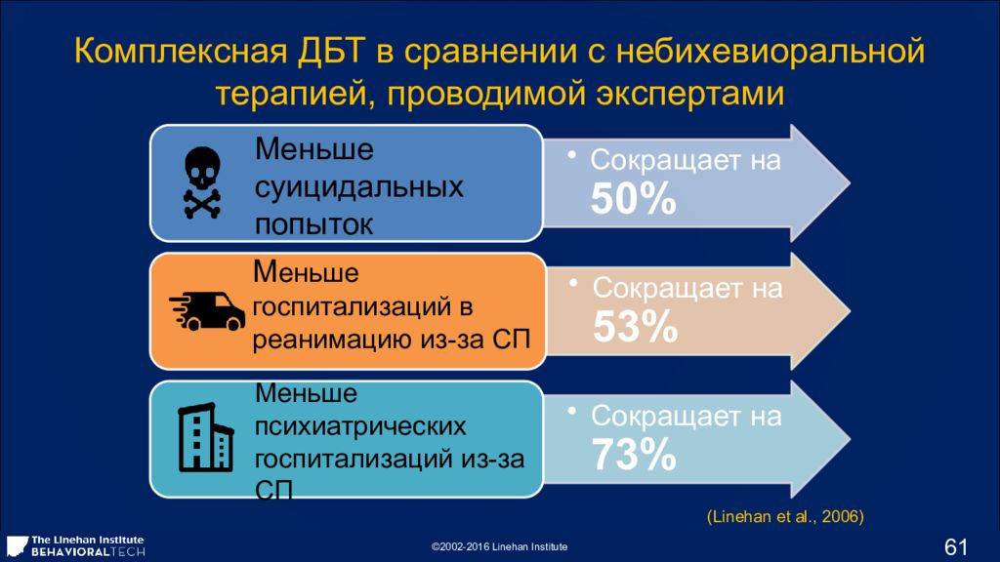 Комплексная ДБТ в сравнении с небихевиоральной
терапией, проводимой экспертами
Меньше
суицидальных
попыток
• Сокращает на
50%
Меньше
госпитализаций в
реанимацию из-за СП
• Сокращает на
53%
Меньше
психиатрических
госпитализаций из-за
СП
• Сокращает на
73%
(Linehan et al., 2006)
The Linehan Institute
BEHAVIORALTECH
©2002-2016 Linehan Institute
61